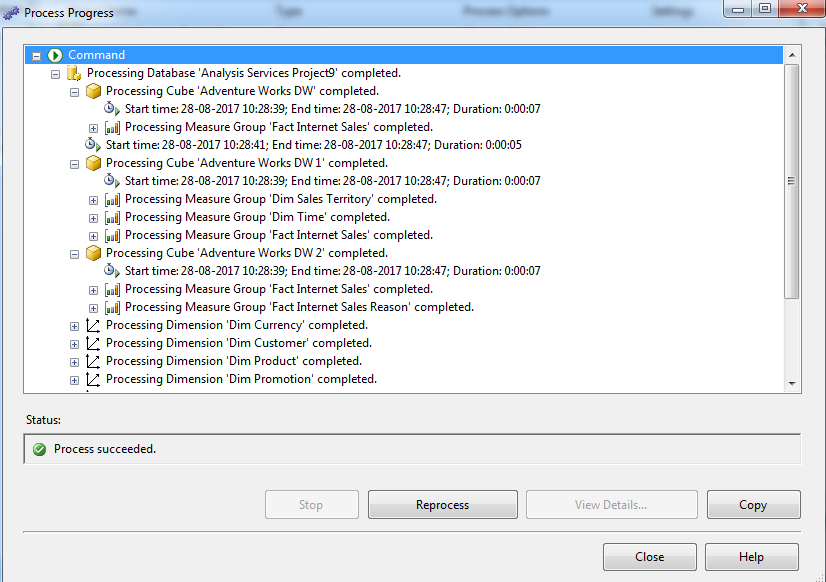 Process Progress
Type Process Options Settings
Command
Processing Database 'Analysis Services Project9' completed.
Processing Cube 'Adventure Works DW' completed.
Start time: 28-08-2017 10:28:39; End time: 28-08-2017 10:28:47; Duration: 0:00:07
Processing Measure Group 'Fact Internet Sales' completed.
Start time: 28-08-2017 10:28:41; End time: 28-08-2017 10:28:47; Duration: 0:00:05
Processing Cube 'Adventure Works DW 1' completed.
Start time: 28-08-2017 10:28:39; End time: 28-08-2017 10:28:47; Duration: 0:00:07
Processing Measure Group 'Dim Sales Territory' completed.
Processing Measure Group 'Dim Time' completed.
Processing Measure Group 'Fact Internet Sales' completed.
Processing Cube 'Adventure Works DW 2' completed.
Start time: 28-08-2017 10:28:39; End time: 28-08-2017 10:28:47; Duration: 0:00:07
Processing Measure Group 'Fact Internet Sales' completed.
Processing Measure Group 'Fact Internet Sales Reason' completed.
Processing Dimension 'Dim Currency' completed.
Processing Dimension 'Dim Customer' completed.
Processing Dimension 'Dim Product' completed.
Processing Dimension 'Dim Promotion' completed.
Status:
Process succeeded.
Stop Reprocess View Details... Copy
Close Help